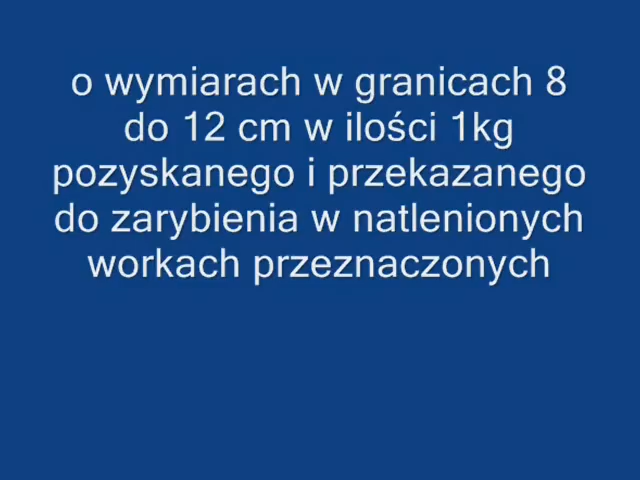 o wymiarach w granicach 8
do 12 cm w ilości 1kg
pozyskanego i przekazanego
do zarybienia w natlenionych
workach przeznaczonych